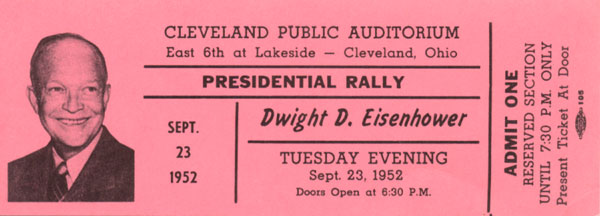 CLEVELAND PUBLIC AUDITORIUM
East 6th at Lakeside — Cleveland, Ohio
PRESIDENTIAL RALLY
SEPT.
23
1952
Dwight D. Eisenhower
TUESDAY EVENING
Sept. 23, 1952
Doors Open at 6:30 P.M.
ADMIT ONE
RESERVED SECTION
UNTIL 7:30 P.M. ONLY
Present Ticket At Door
105